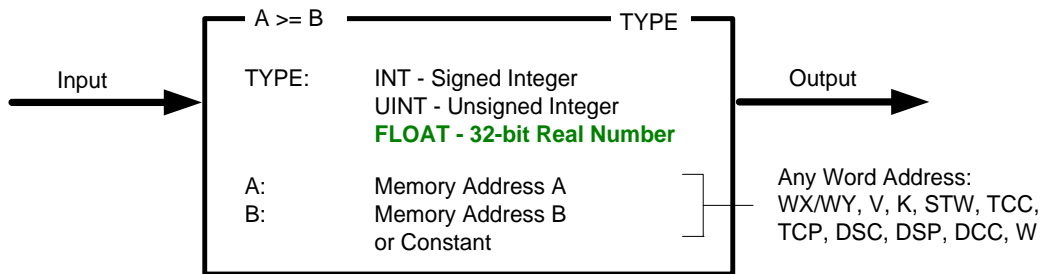 A >= B TYPE
Input
Output
TYPE: INT - Signed Integer
UINT - Unsigned Integer
FLOAT - 32-bit Real Number
A: Memory Address A
B: Memory Address B
or Constant
Any Word Address:
WX/WY, V, K, STW, TCC,
TCP, DSC, DSP, DCC, W